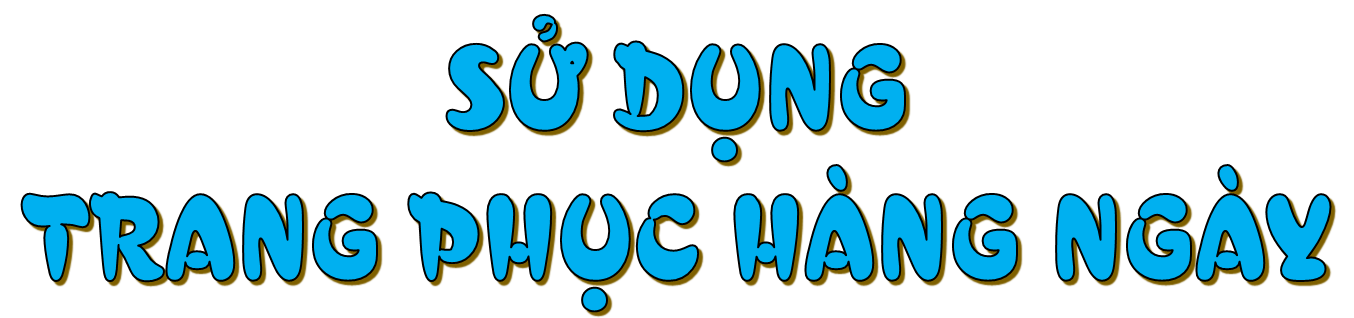 SỬ DỤNG
TRANG PHỤC HÀNG NGÀY